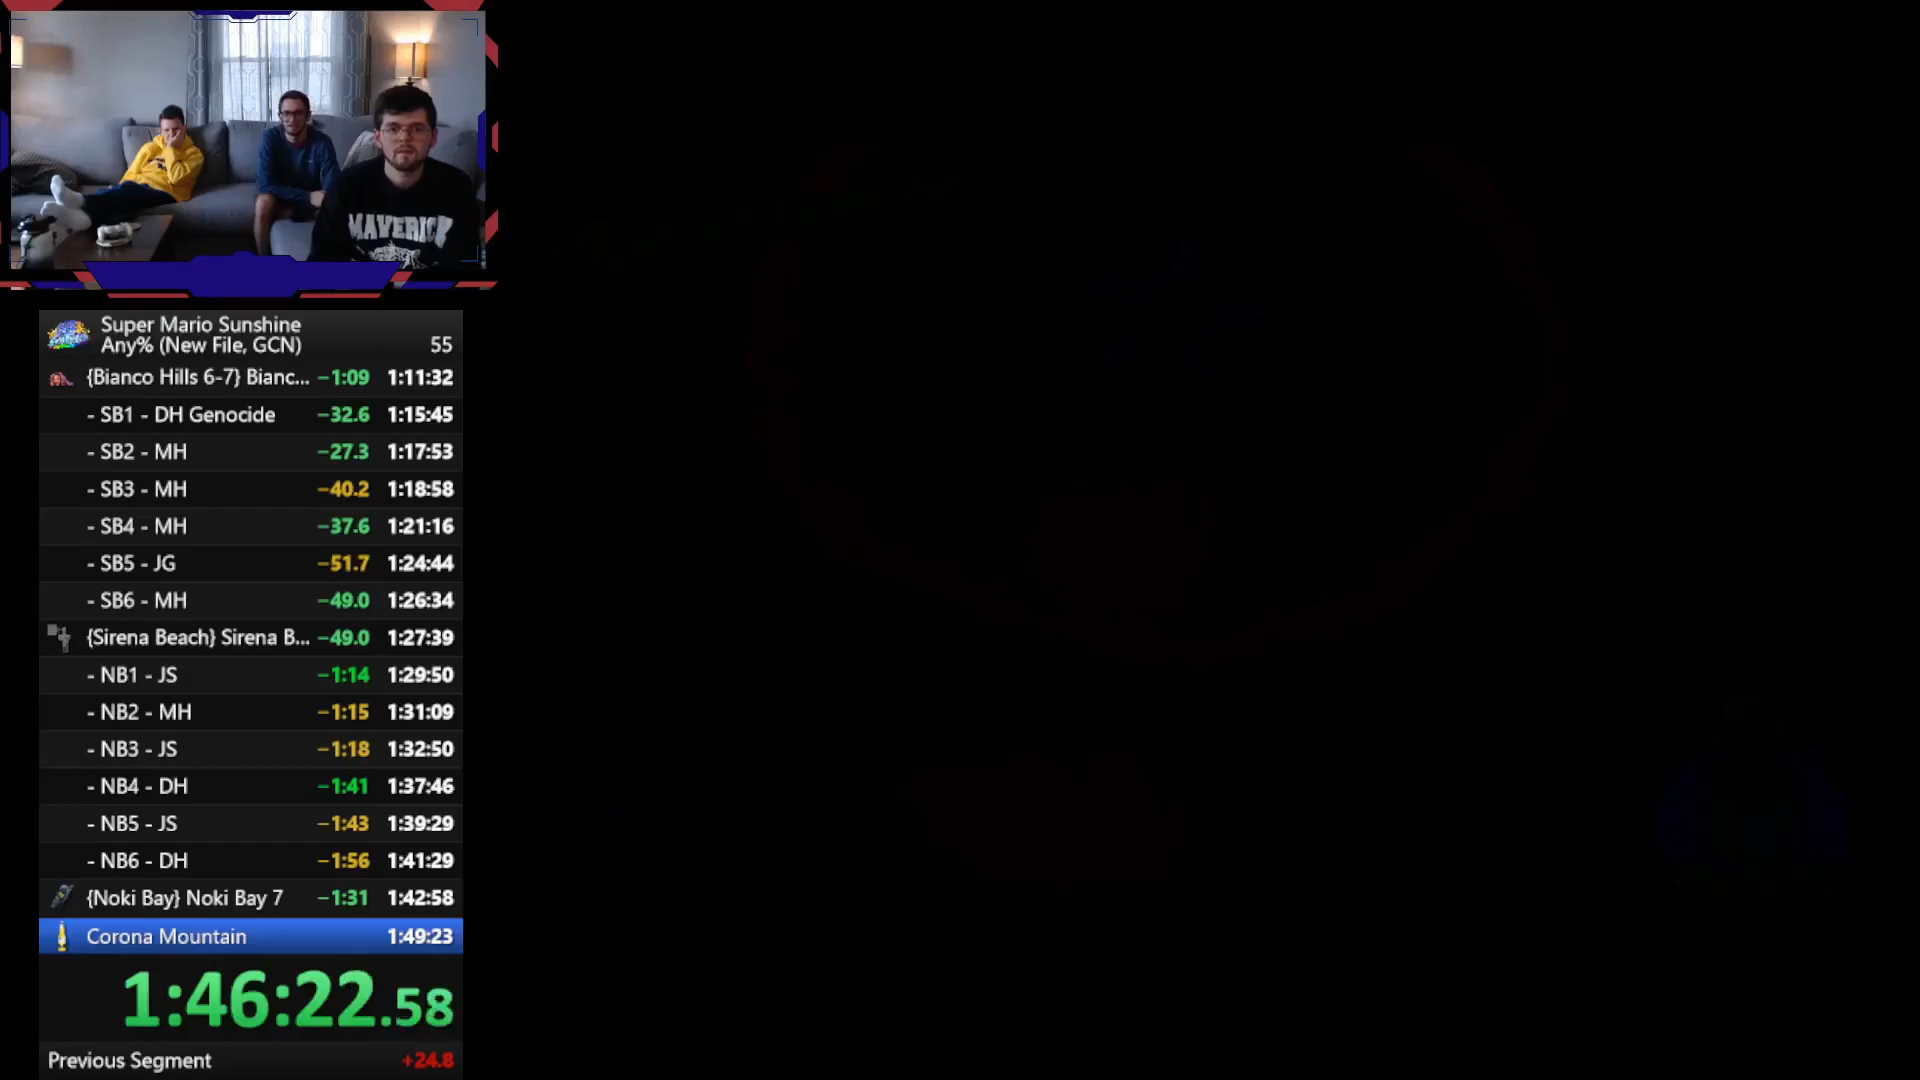 MAVERICK
Super Mario Sunshine
Any% (New File, GCN) 55
{Bianco Hills 6-7} Bianc... −1:09 1:11:32
- SB1 - DH Genocide −32.6 1:15:45
- SB2 - MH −27.3 1:17:53
- SB3 - MH −40.2 1:18:58
- SB4 - MH −37.6 1:21:16
- SB5 - JG −51.7 1:24:44
- SB6 - MH −49.0 1:26:34
{Sirena Beach} Sirena B... −49.0 1:27:39
- NB1 - JS −1:14 1:29:50
- NB2 - MH −1:15 1:31:09
- NB3 - JS −1:18 1:32:50
- NB4 - DH −1:41 1:37:46
- NB5 - JS −1:43 1:39:29
- NB6 - DH −1:56 1:41:29
{Noki Bay} Noki Bay 7 −1:31 1:42:58
Corona Mountain 1:49:23
1:46:22.58
Previous Segment +24.8